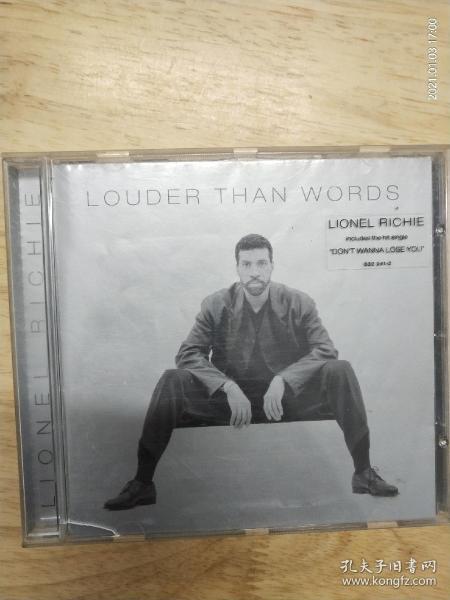 2021.01.03 17:00
LOUDER THAN WORDS
LIONEL RICHIE
includes the hit single
"DON'T WANNA LOSE YOU"
532 241-2
LIONEL RICHIE
孔夫子旧书网
www.kongfz.com